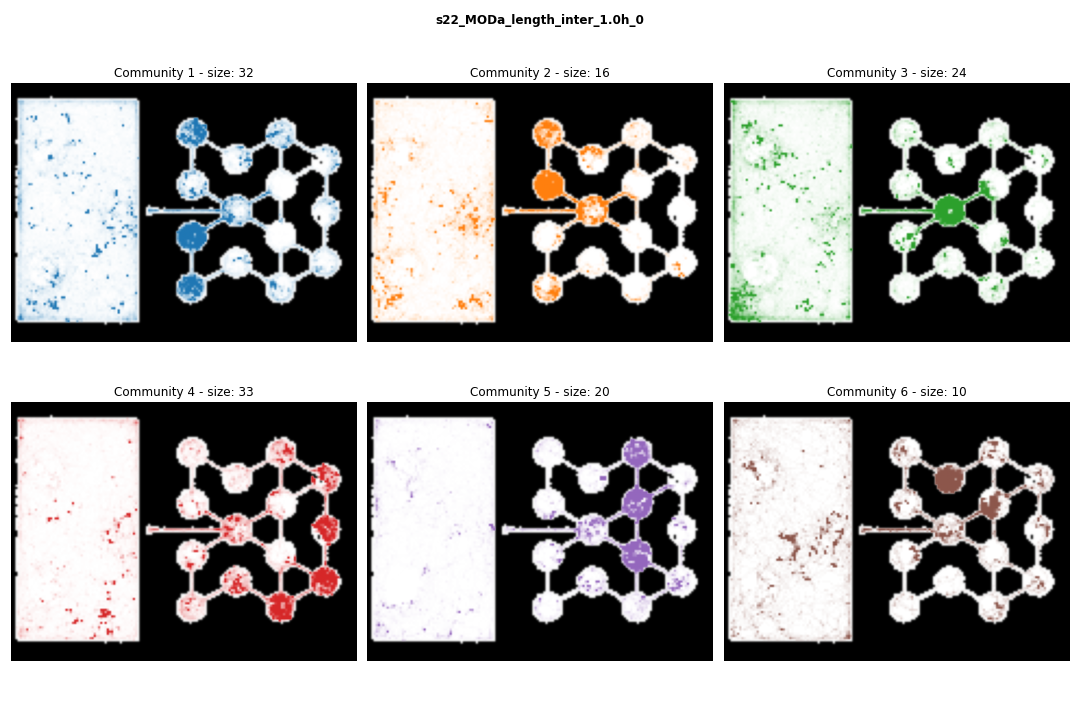 s22_MODa_length_inter_1.0h_0
Community 1 - size: 32
Community 2 - size: 16
Community 3 - size: 24
Community 4 - size: 33
Community 5 - size: 20
Community 6 - size: 10